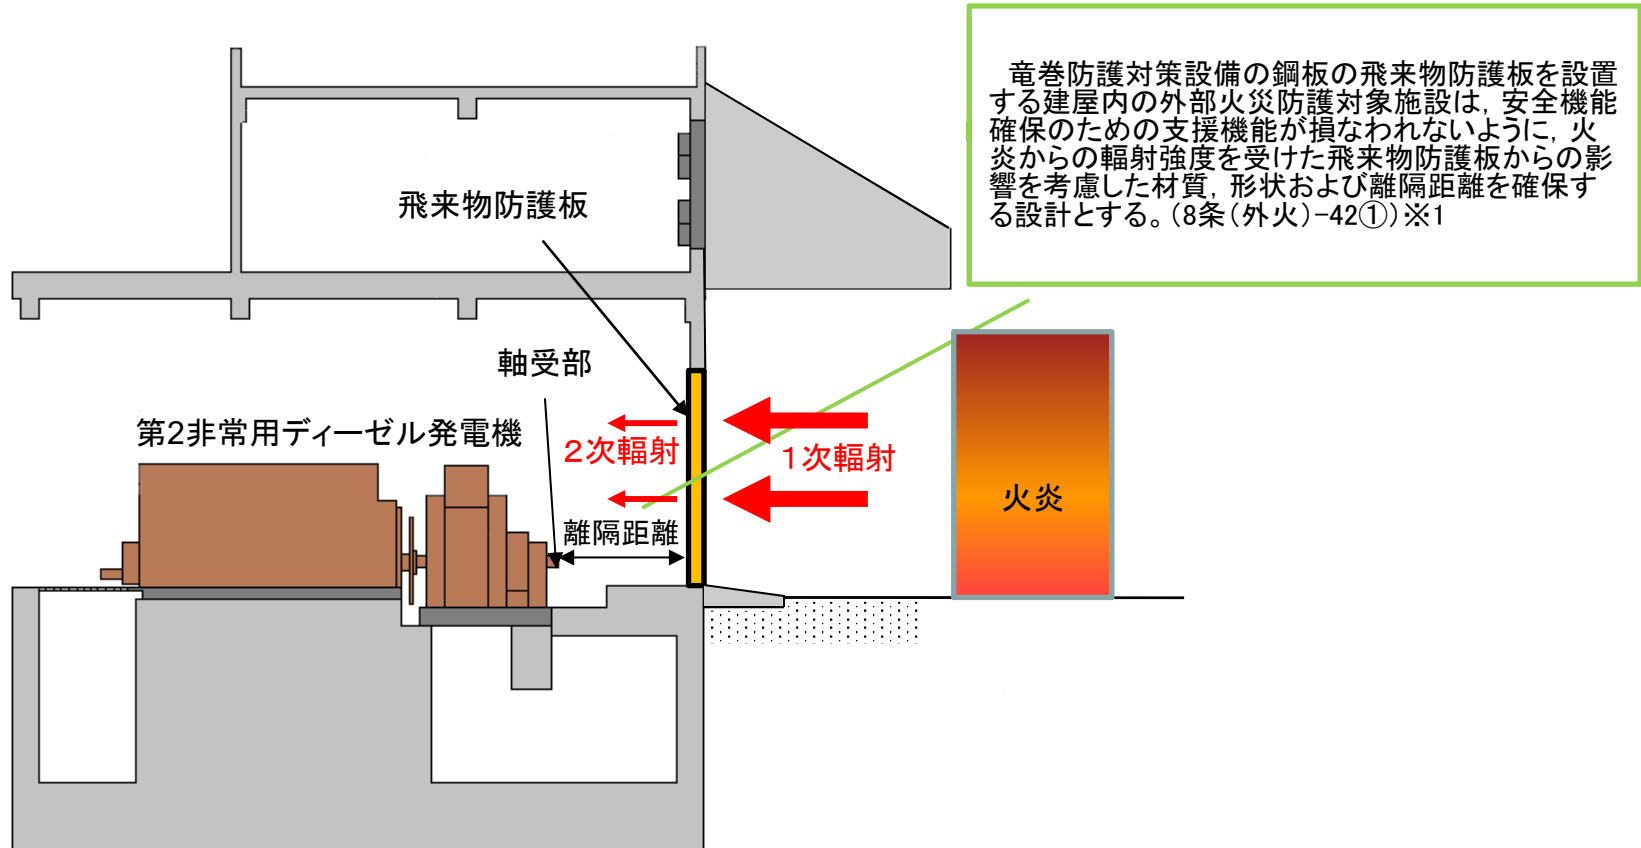 竜巻防護対策設備の鋼板の飛来物防護板を設置
する建屋内の外部火災防護対象施設は，安全機能
確保のための支援機能が損なわれないように，火
炎からの輻射強度を受けた飛来物防護板からの影
響を考慮した材質，形状および離隔距離を確保す
る設計とする。（8条（外火）-42①）※1
飛来物防護板
軸受部
第2非常用ディーゼル発電機
２次輻射
１次輻射
火炎
離隔距離